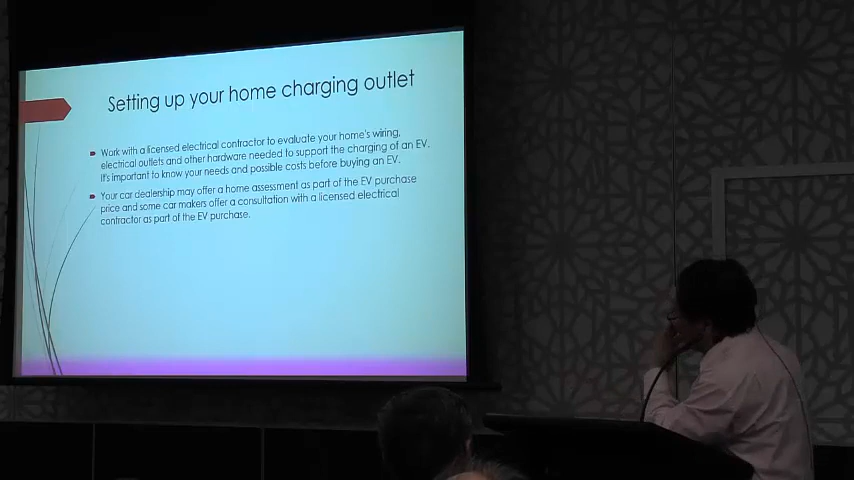 Setting up your home charging outlet
Work with a licensed electrical contractor to evaluate your home's wiring,
electrical outlets and other hardware needed to support the charging of an EV.
It's important to know your needs and possible costs before buying an EV.
Your car dealership may offer a home assessment as part of the EV purchase
price and some car makers offer a consultation with a licensed electrical
contractor as part of the EV purchase.